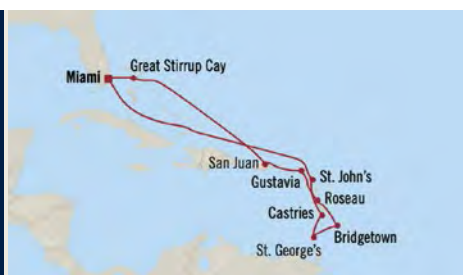 Great Stirrup Cay
Miami
San Juan
St. John's
Gustavia
Roseau
Castries
Bridgetown
St. George's